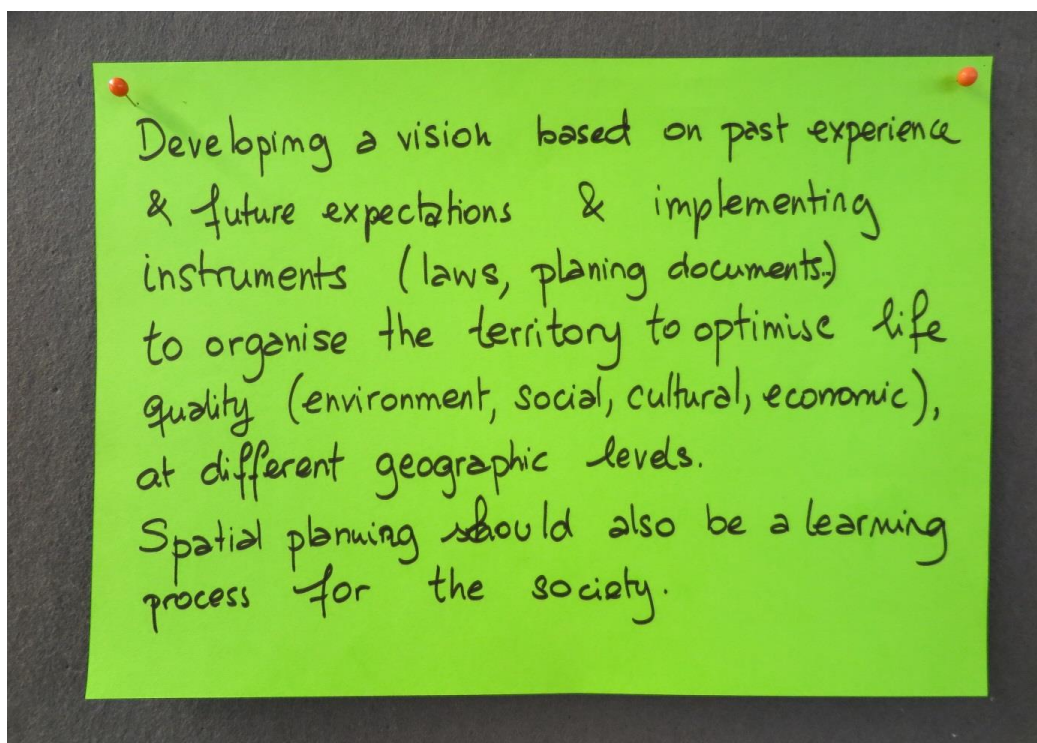 Developing a vision based on past experience
& future expectations & implementing
instruments (laws, planing documents..)
to organise the territory to optimise life
quality (environment, social, cultural, economic),
at different geographic levels.
Spatial planning should also be a learning
process for the society.